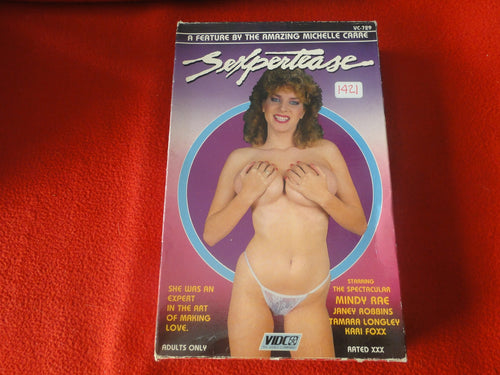 VC-789
A FEATURE BY THE AMAZING MICHELLE CARRE
Sexpertease
1421
SHE WAS AN
EXPERT
IN THE ART
OF MAKING
LOVE.
STARRING
THE SPECTACULAR
MINDY RAE
JANEY ROBBINS
TAMARA LONGLEY
KARI FOXX
ADULTS ONLY
RATED XXX